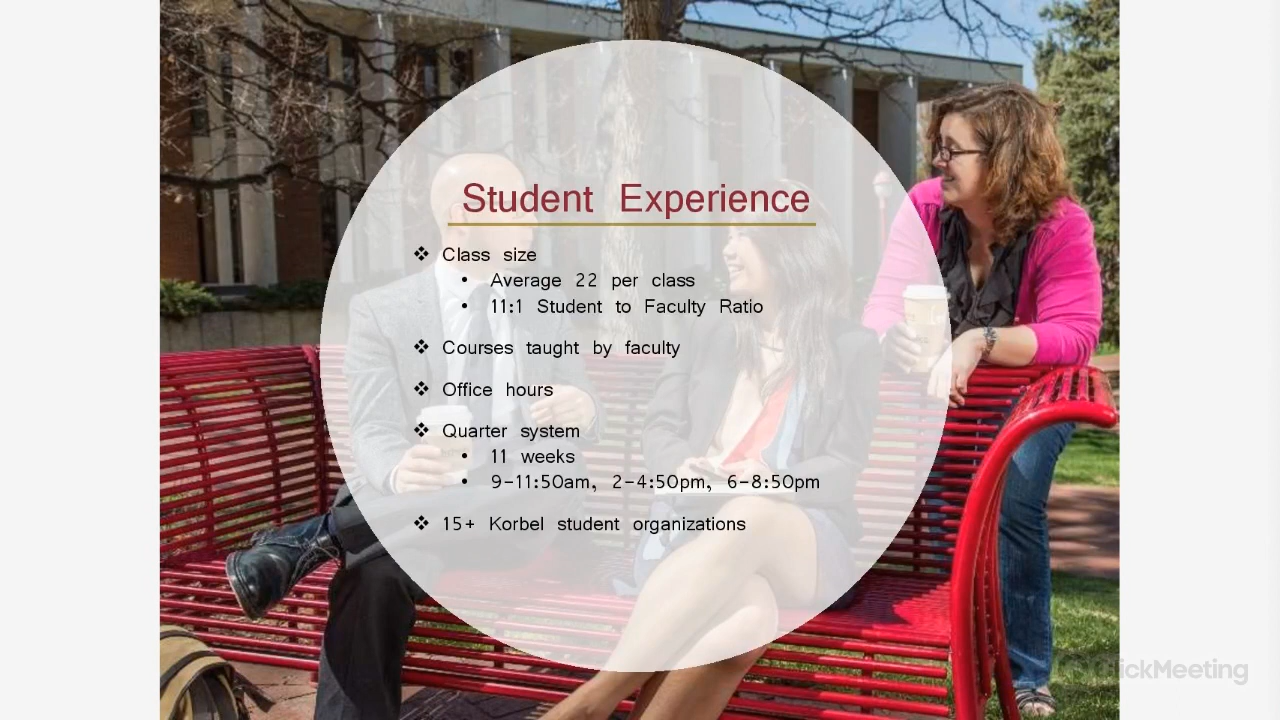 Student Experience
❖ Class size
• Average 22 per class
• 11:1 Student to Faculty Ratio
❖ Courses taught by faculty
❖ Office hours
❖ Quarter system
• 11 weeks
• 9-11:50am, 2-4:50pm, 6-8:50pm
❖ 15+ Korbel student organizations
ClickMeeting